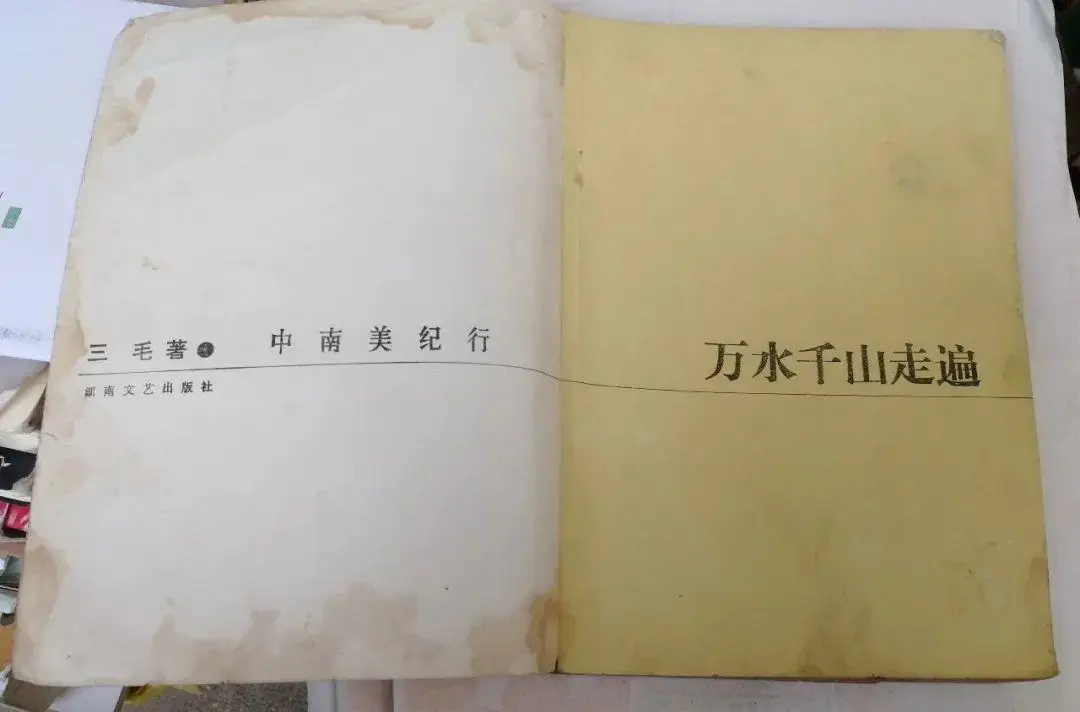 三毛著
中南美纪行
湖南文艺出版社
万水千山走遍